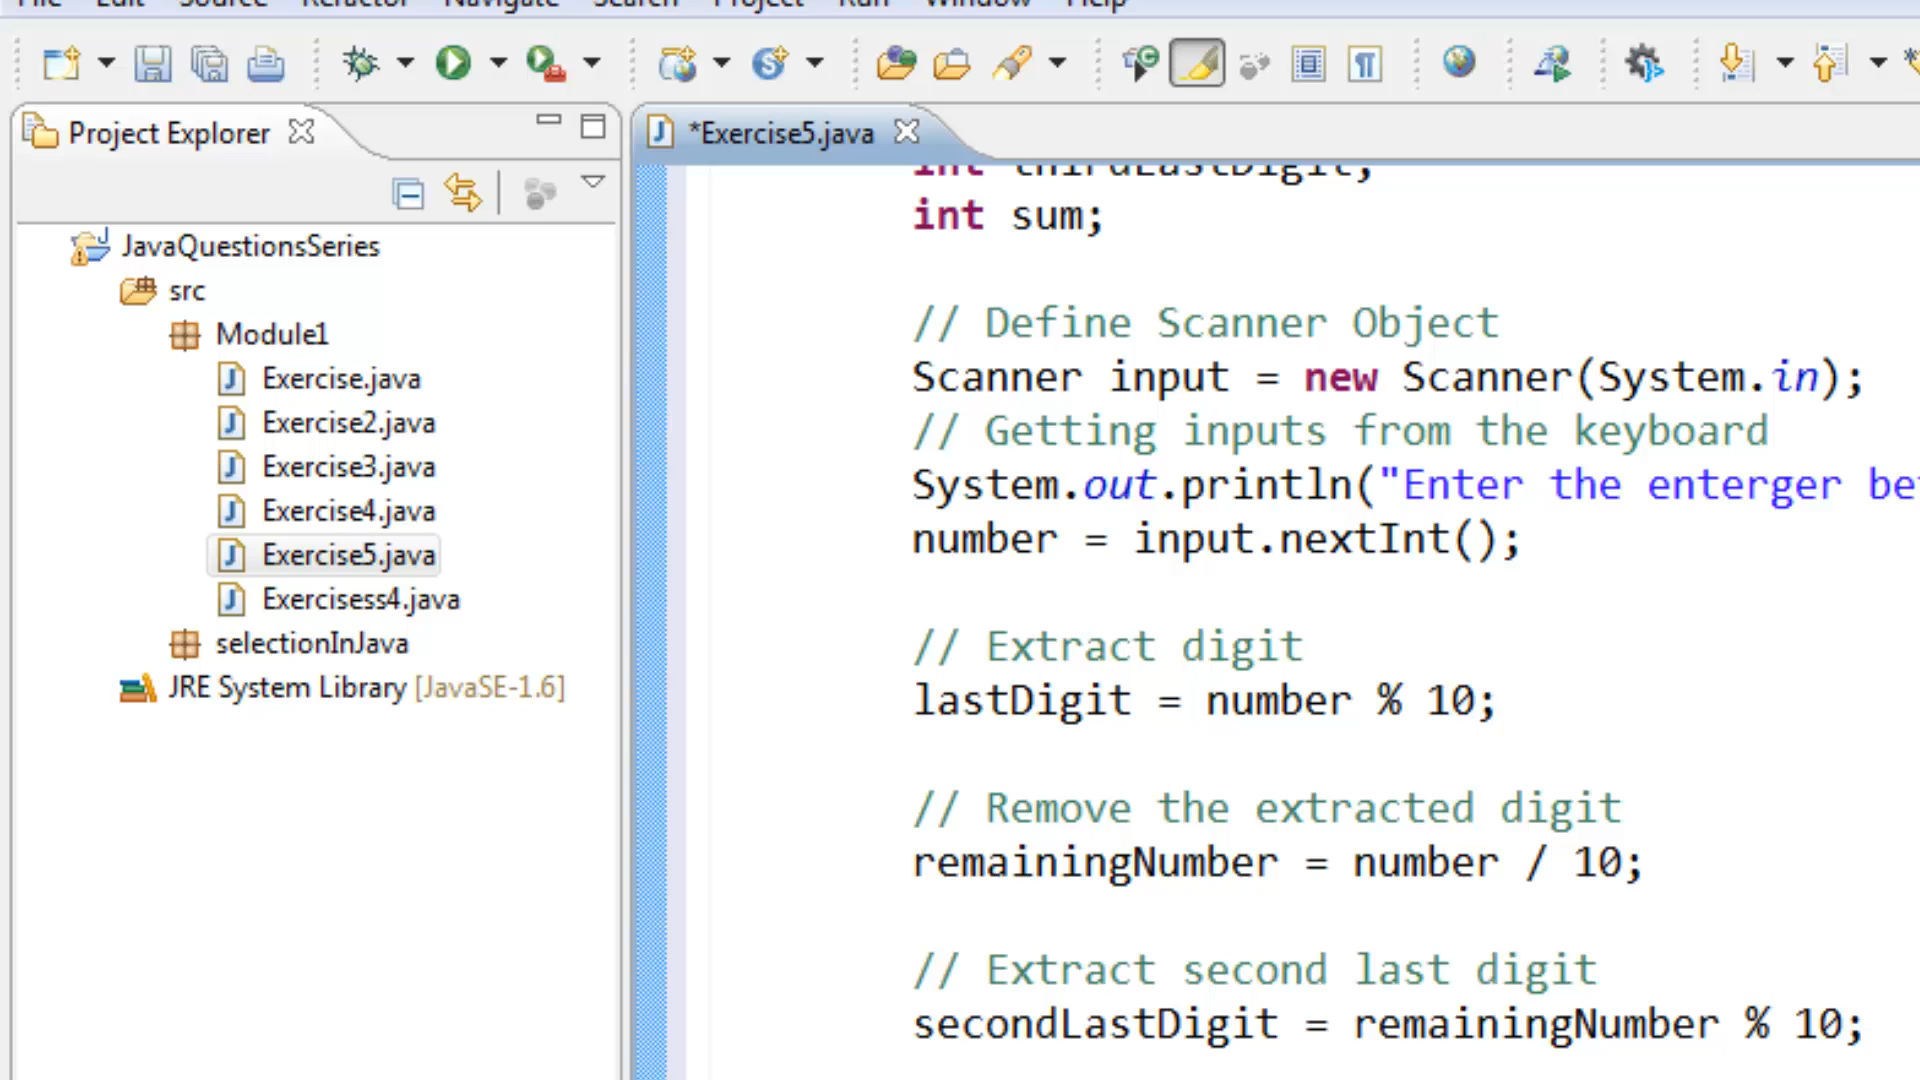 File Edit Source Refactor Navigate Search Project Run Window Help
Project Explorer
JavaQuestionsSeries
src
Module1
Exercise.java
Exercise2.java
Exercise3.java
Exercise4.java
Exercise5.java
Exercisess4.java
selectionInJava
JRE System Library [JavaSE-1.6]
*Exercise5.java
int thirdLastDigit;
int sum;
// Define Scanner Object
Scanner input = new Scanner(System.in);
// Getting inputs from the keyboard
System.out.println("Enter the enterger
number = input.nextInt();
// Extract digit
lastDigit = number % 10;
// Remove the extracted digit
remainingNumber = number / 10;
// Extract second last digit
secondLastDigit = remainingNumber % 10;